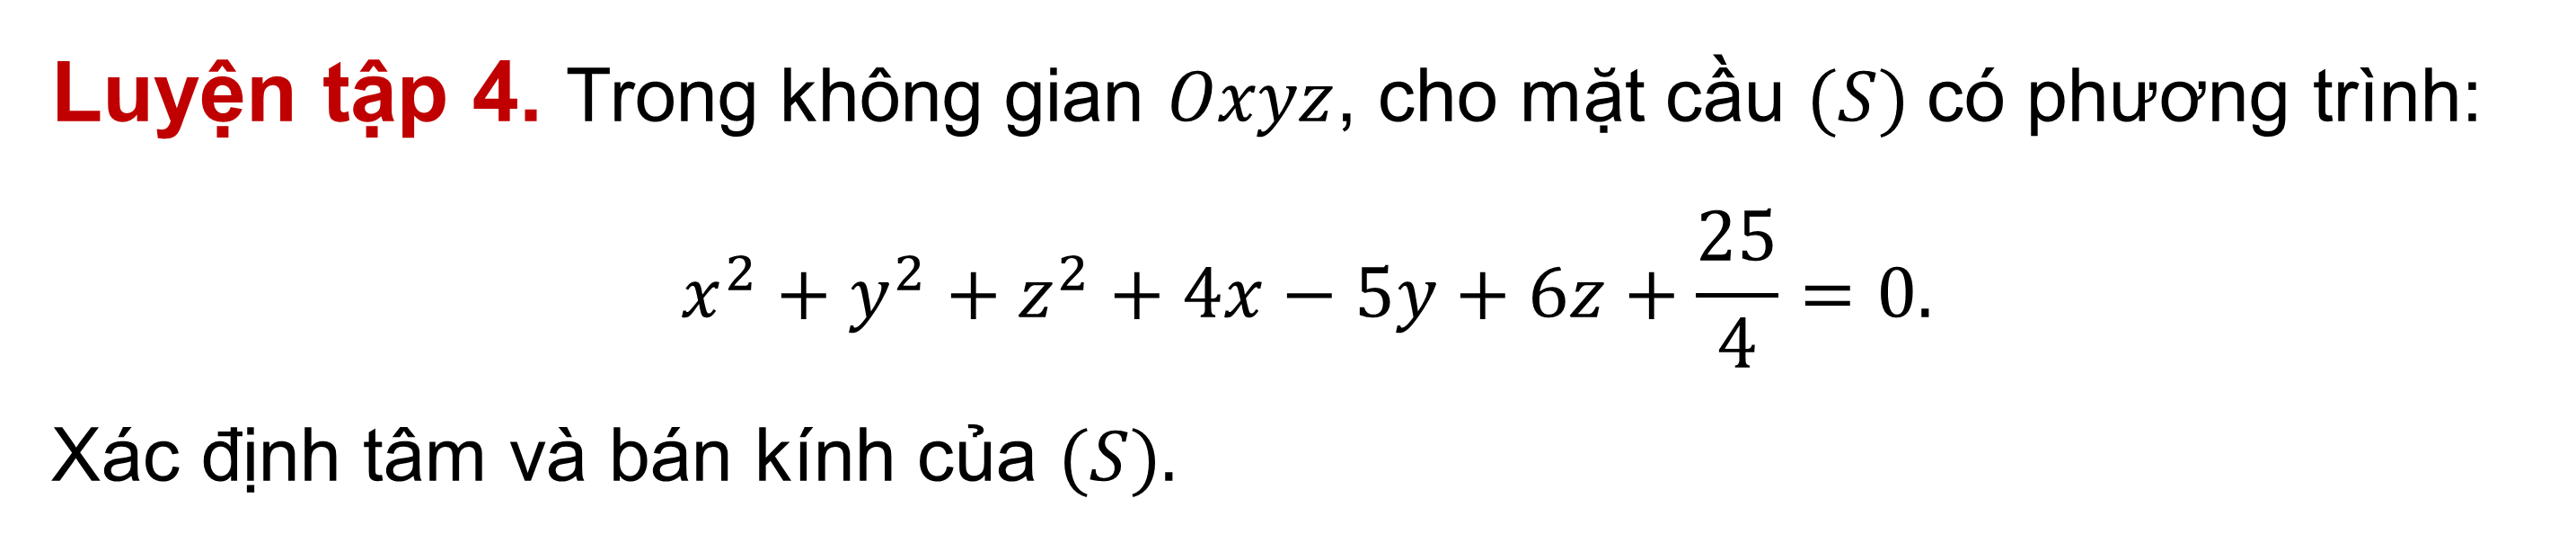 Luyện tập 4. Trong không gian Oxyz, cho mặt cầu (S) có phương trình:
x² + y² + z² + 4x − 5y + 6z + 25/4 = 0.
Xác định tâm và bán kính của (S).